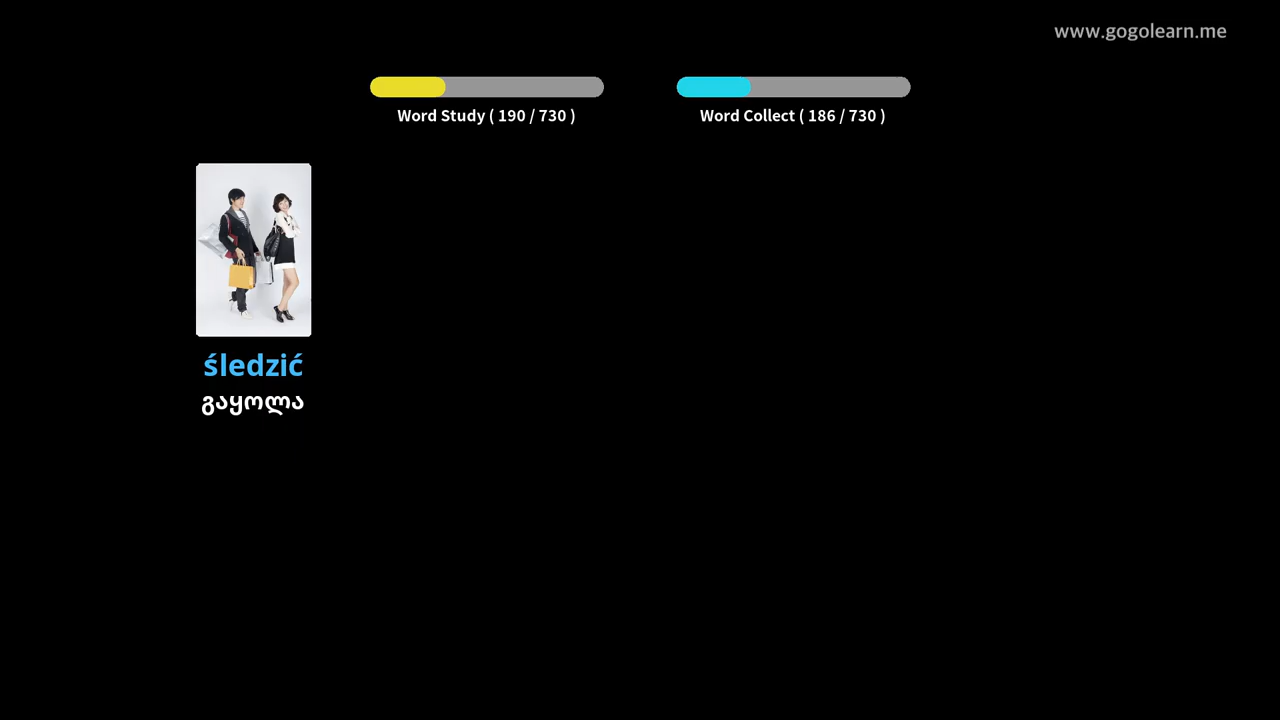 www.gogolearn.me
Word Study ( 190 / 730 )
Word Collect ( 186 / 730 )
śledzić
გაყოლა